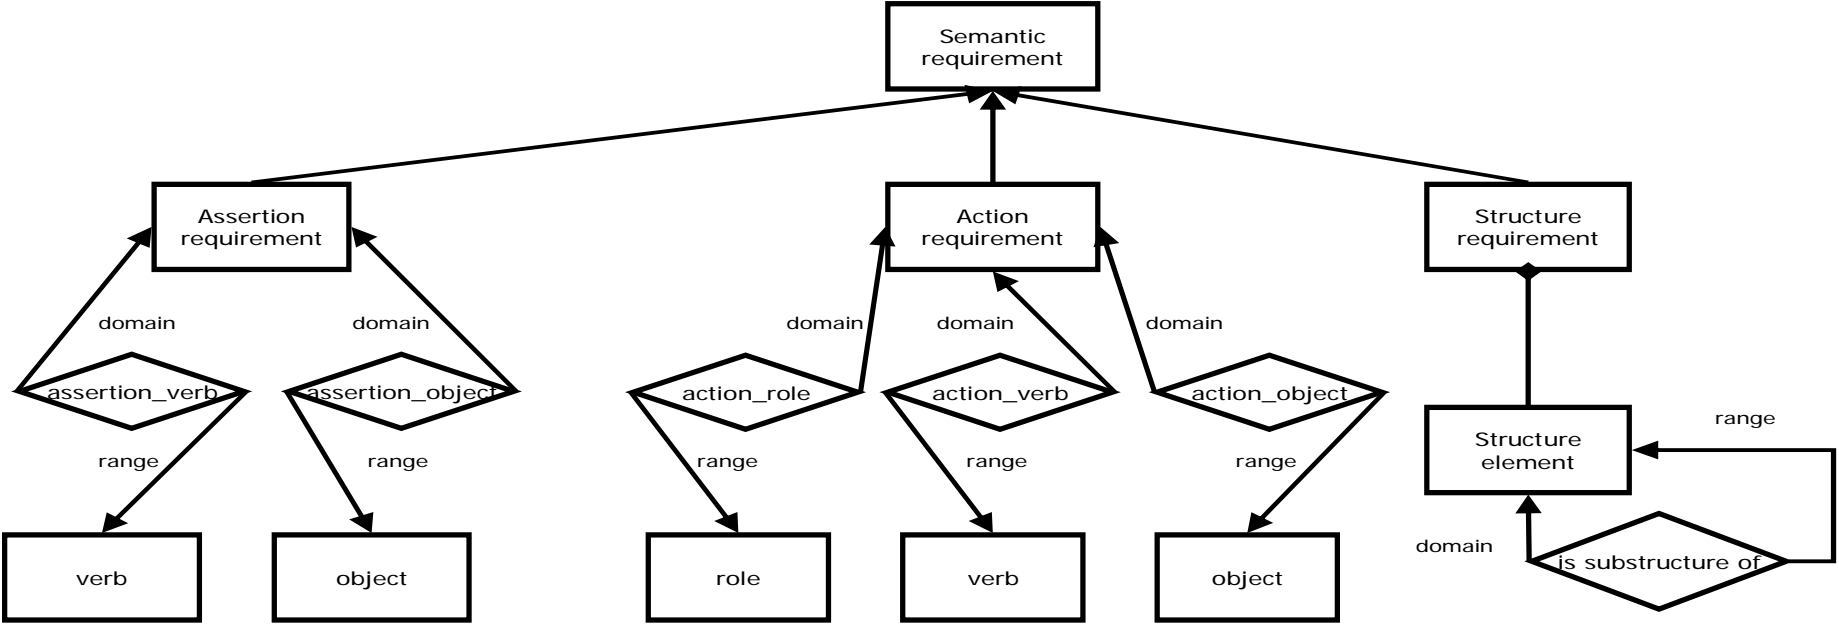 Semantic
requirement
Assertion
requirement
Action
requirement
Structure
requirement
domain
domain
domain
domain
domain
assertion_verb
assertion_object
action_role
action_verb
action_object
range
Structure
element
range
range
range
range
range
domain
is substructure of
verb
object
role
verb
object